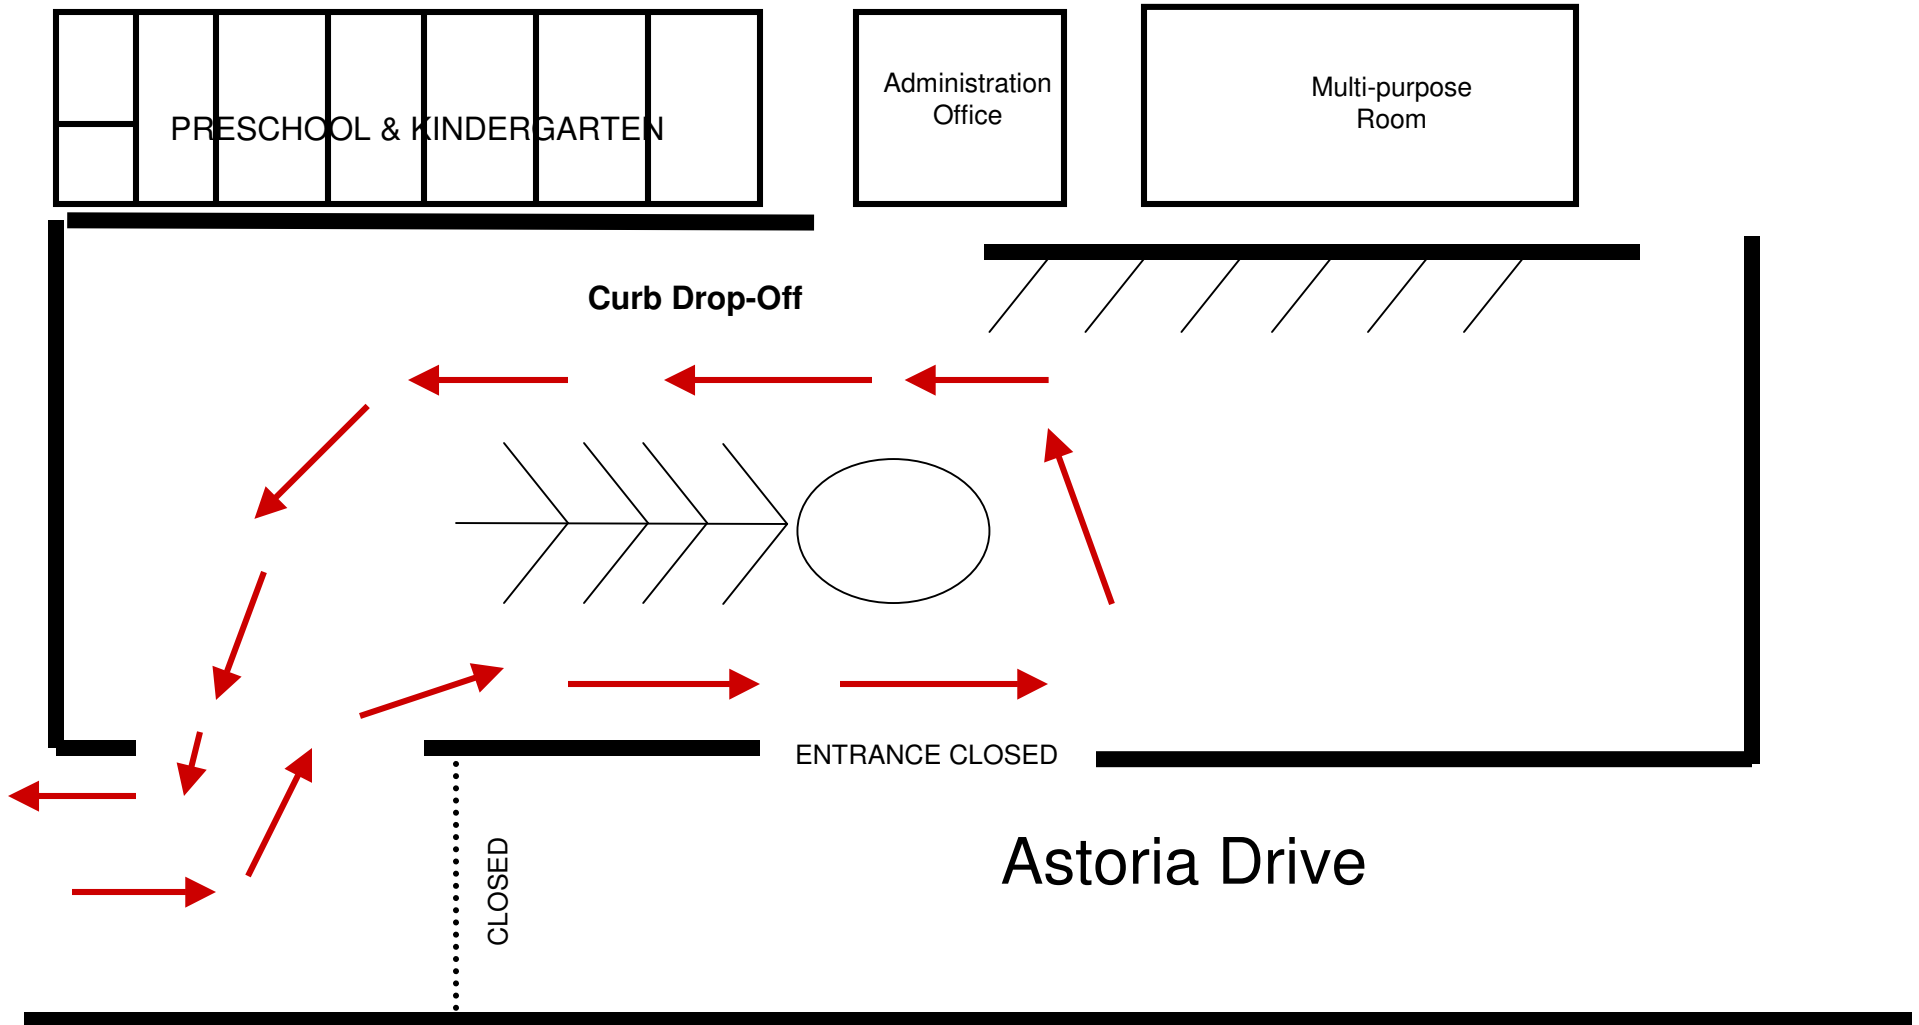 PRESCHOOL & KINDERGARTEN
Administration
Office
Multi-purpose
Room
Curb Drop-Off
ENTRANCE CLOSED
CLOSED
Astoria Drive